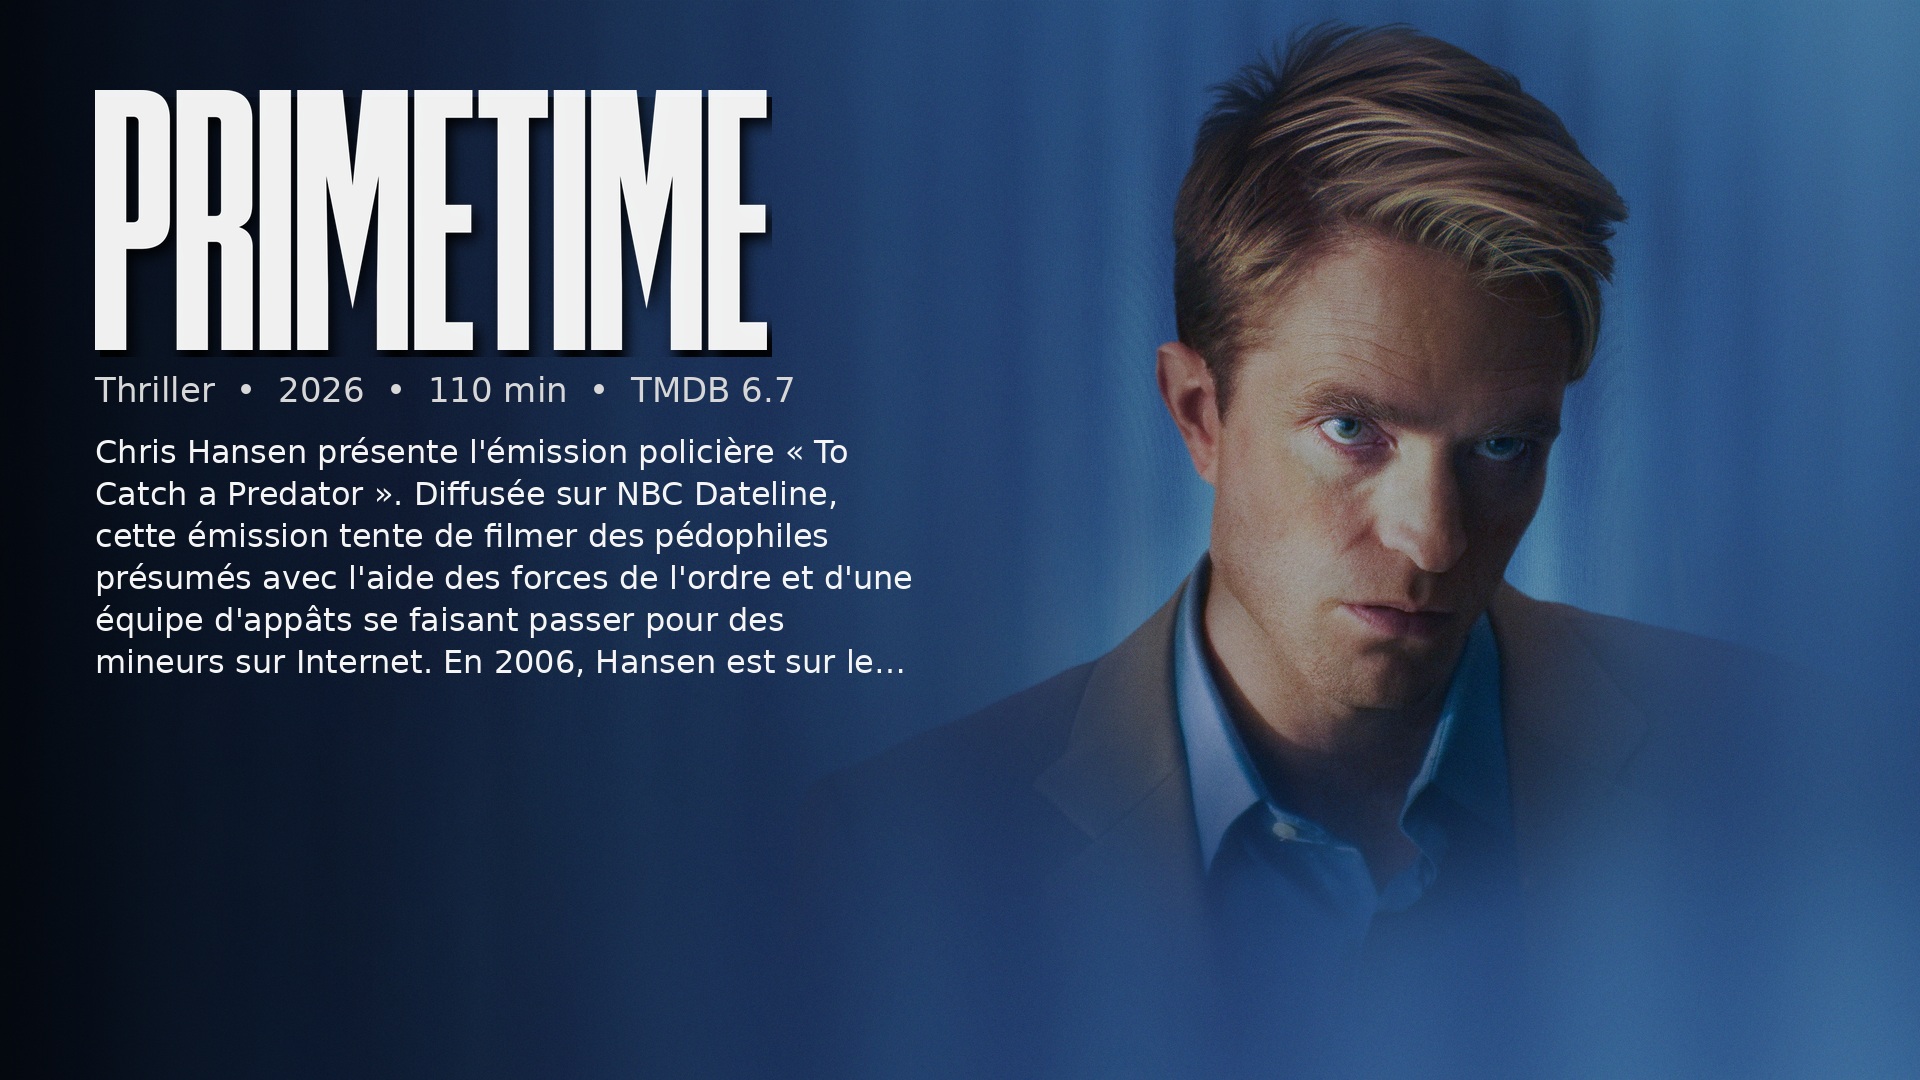 PRIMETIME
Thriller • 2026 • 110 min • TMDB 6.7
Chris Hansen présente l'émission policière « To
Catch a Predator ». Diffusée sur NBC Dateline,
cette émission tente de filmer des pédophiles
présumés avec l'aide des forces de l'ordre et d'une
équipe d'appâts se faisant passer pour des
mineurs sur Internet. En 2006, Hansen est sur le…